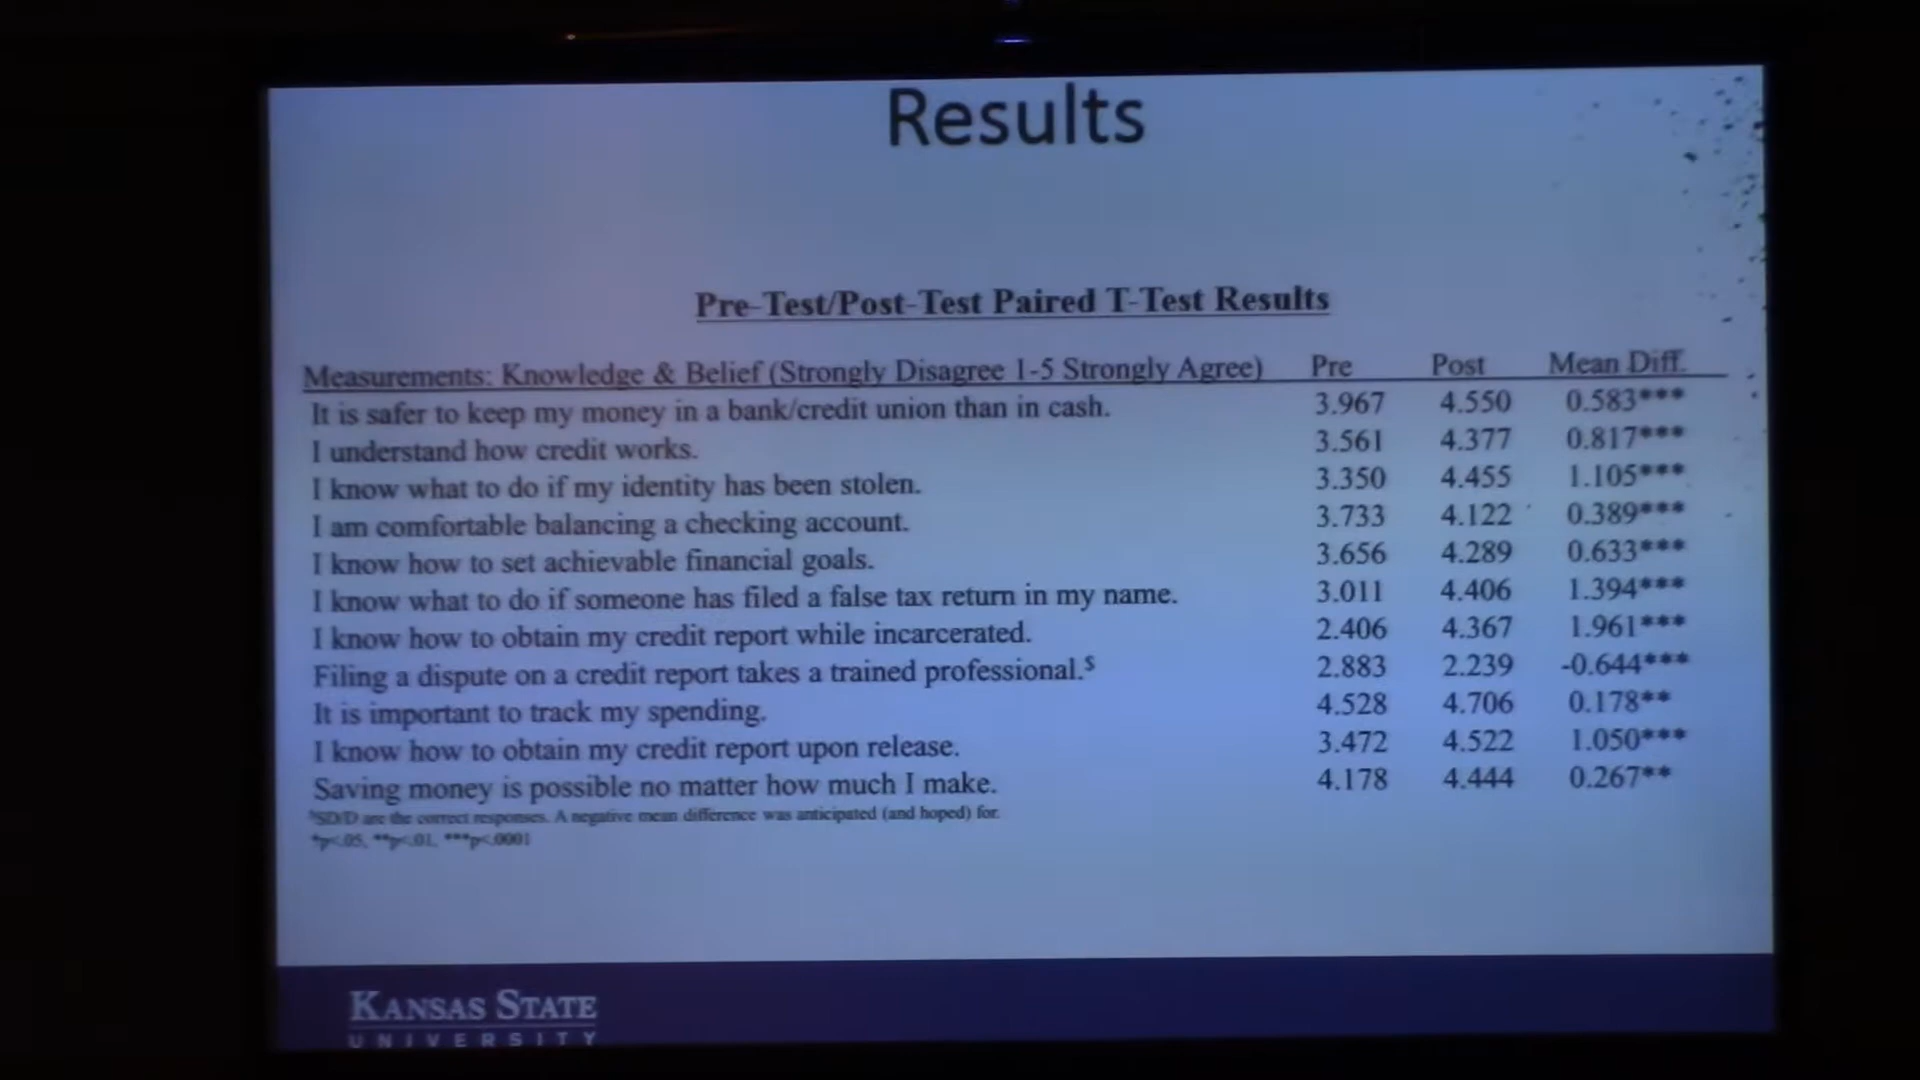 Results
Pre-Test/Post-Test Paired T-Test Results
Measurements: Knowledge & Belief (Strongly Disagree 1-5 Strongly Agree) Pre Post Mean Diff.
It is safer to keep my money in a bank/credit union than in cash. 3.967 4.550 0.583***
I understand how credit works. 3.561 4.377 0.817***
I know what to do if my identity has been stolen. 3.350 4.455 1.105***
I am comfortable balancing a checking account. 3.733 4.122 0.389***
I know how to set achievable financial goals. 3.656 4.289 0.633***
I know what to do if someone has filed a false tax return in my name. 3.011 4.406 1.394***
I know how to obtain my credit report while incarcerated. 2.406 4.367 1.961***
Filing a dispute on a credit report takes a trained professional.$ 2.883 2.239 -0.644***
It is important to track my spending. 4.528 4.706 0.178**
I know how to obtain my credit report upon release. 3.472 4.522 1.050***
Saving money is possible no matter how much I make. 4.178 4.444 0.267**
$SD/D are the correct responses. A negative mean difference was anticipated (and hoped) for.
*p<.05, **p<.01, ***p<.0001
KANSAS STATE
UNIVERSITY